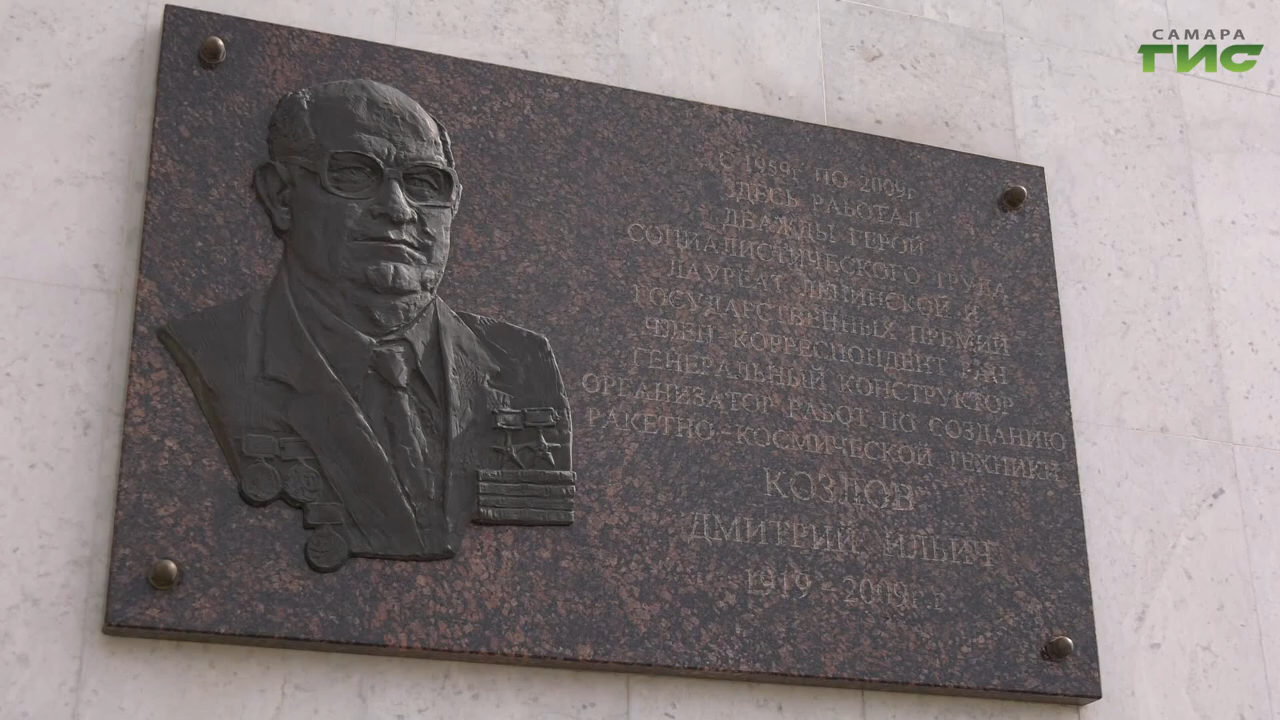 САМАРА
ГИС
С 1959г ПО 2009г
ЗДЕСЬ РАБОТАЛ
ДВАЖДЫ ГЕРОЙ
СОЦИАЛИСТИЧЕСКОГО ТРУДА
ЛАУРЕАТ ЛЕНИНСКОЙ И
ГОСУДАРСТВЕННЫХ ПРЕМИЙ
ЧЛЕН-КОРРЕСПОНДЕНТ РАН
ГЕНЕРАЛЬНЫЙ КОНСТРУКТОР
ОРГАНИЗАТОР РАБОТ ПО СОЗДАНИЮ
РАКЕТНО-КОСМИЧЕСКОЙ ТЕХНИКИ
КОЗЛОВ
ДМИТРИЙ ИЛЬИЧ
1919-2009г.г.